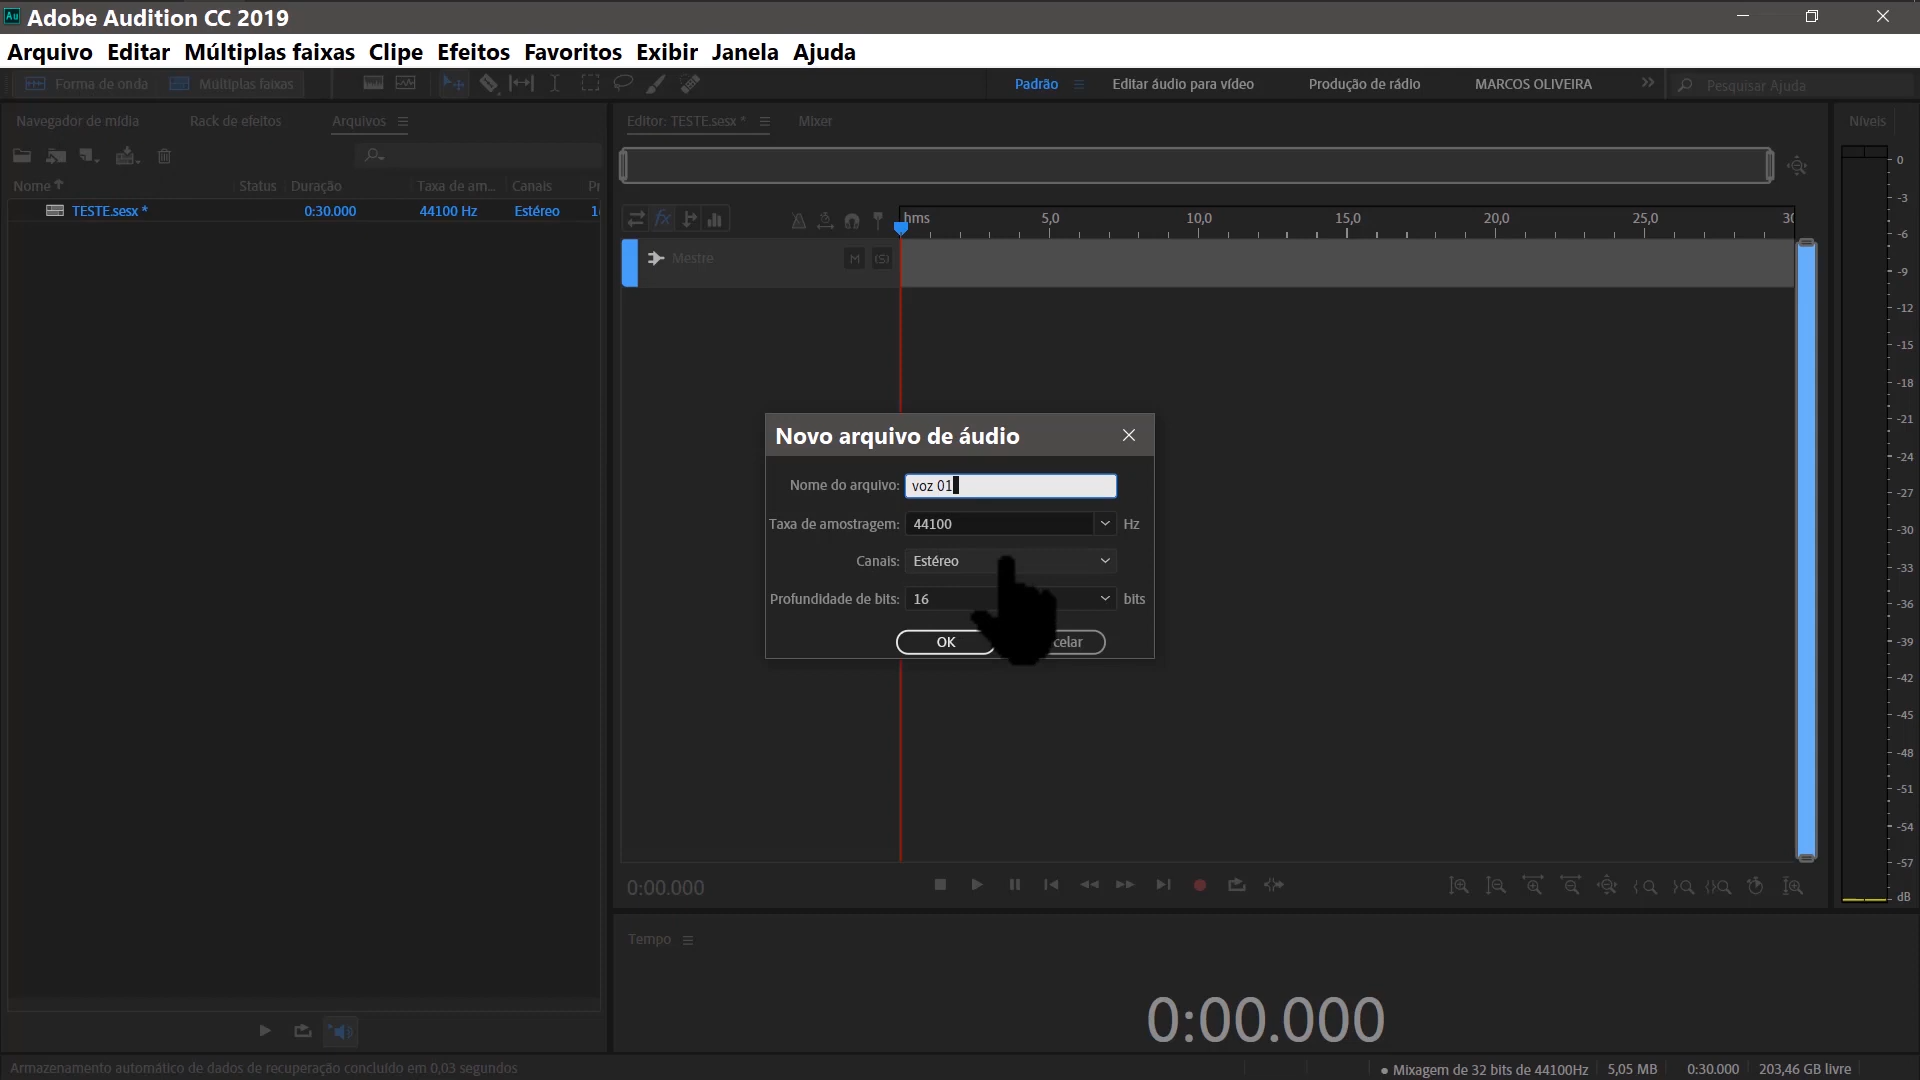 Au Adobe Audition CC 2019
Arquivo Editar Múltiplas faixas Clipe Efeitos Favoritos Exibir Janela Ajuda
Forma de onda Múltiplas faixas Padrão Editar áudio para vídeo Produção de rádio MARCOS OLIVEIRA Pesquisar Ajuda
Navegador de mídia Rack de efeitos Arquivos
Editor: TESTE.sesx * Mixer
Níveis
Nome Status Duração Taxa de am... Canais Pr
TESTE.sesx * 0:30.000 44100 Hz Estéreo 1
fx
hms 5,0 10,0 15,0 20,0 25,0 30
Mestre M (S)
Novo arquivo de áudio
Nome do arquivo: voz 01
Taxa de amostragem: 44100 Hz
Canais: Estéreo
Profundidade de bits: 16 bits
OK celar
0
-3
-6
-9
-12
-15
-18
-21
-24
-27
-30
-33
-36
-39
-42
-45
-48
-51
-54
-57
dB
0:00.000
Tempo
0:00.000
Armazenamento automático de dados de recuperação concluído em 0,03 segundos
Mixagem de 32 bits de 44100Hz 5,05 MB 0:30.000 203,46 GB livre